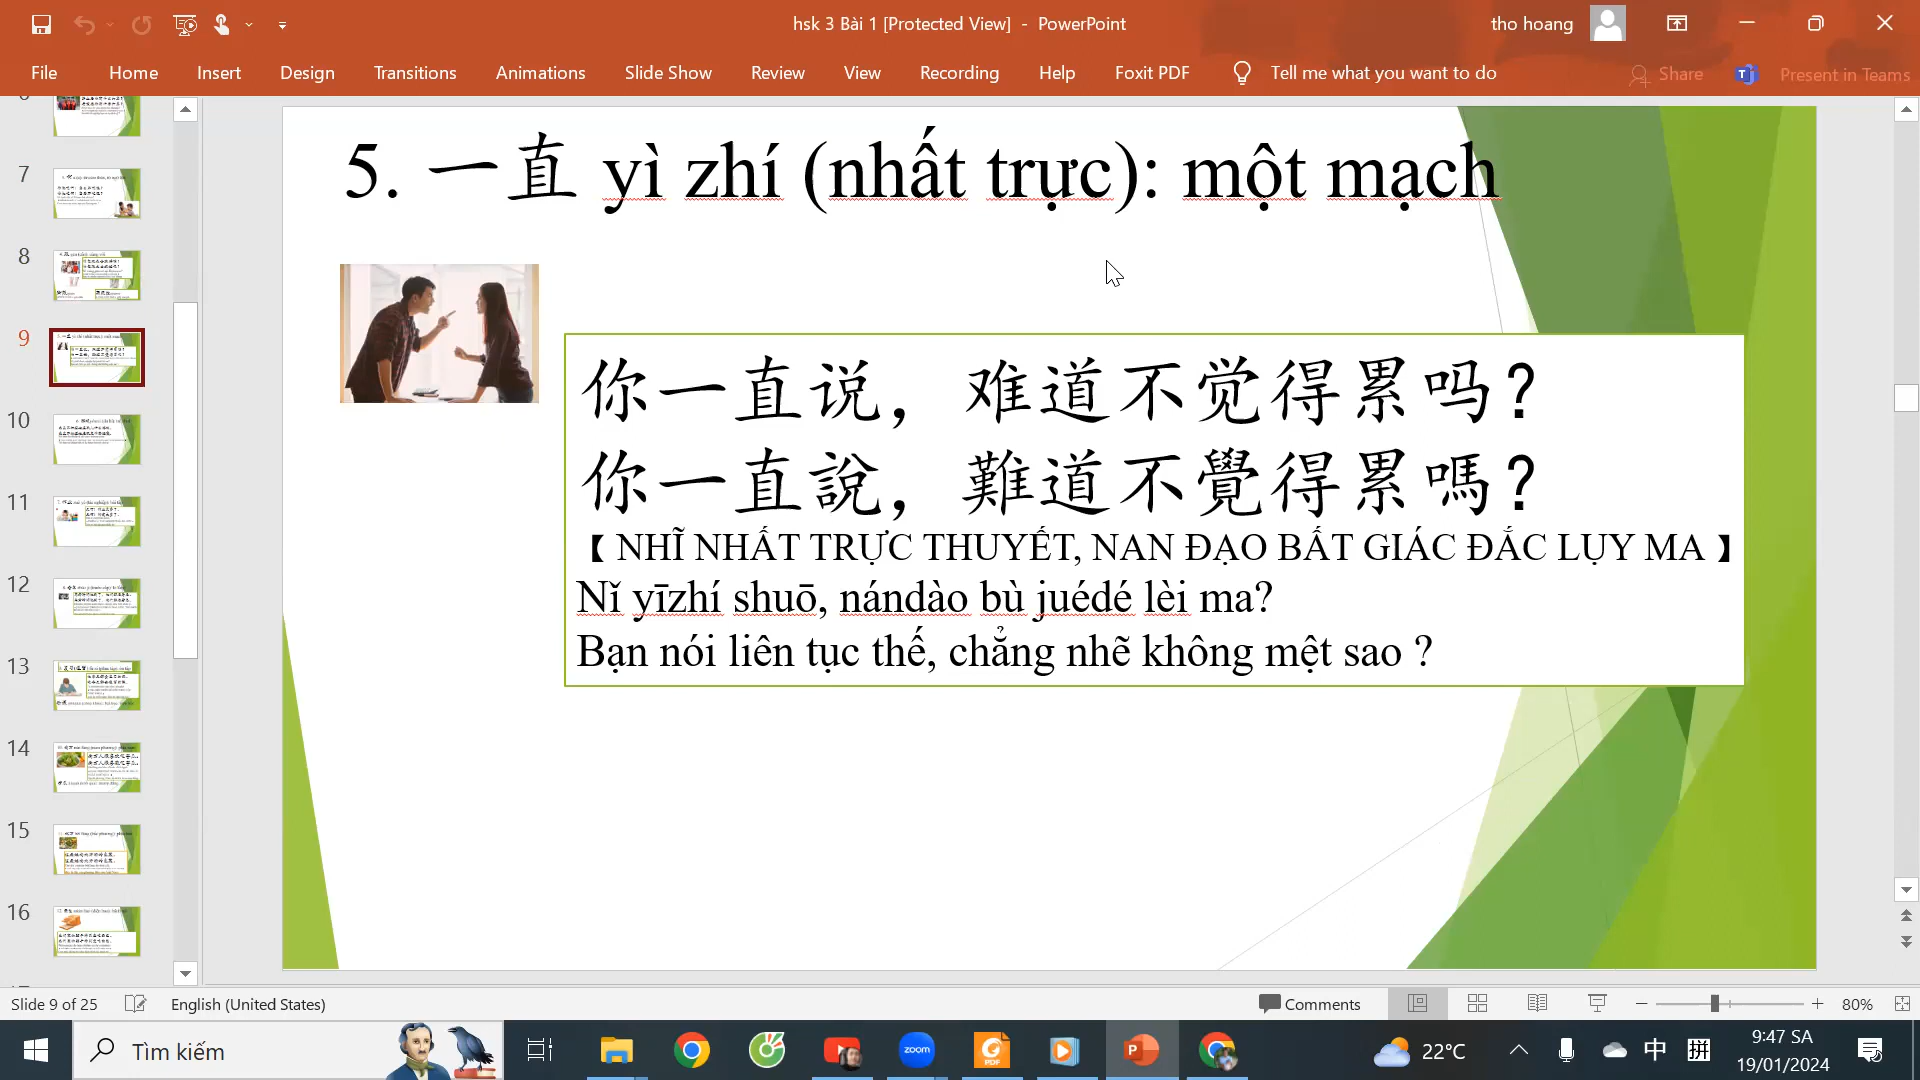 hsk 3 Bài 1 [Protected View] - PowerPoint
tho hoang
File Home Insert Design Transitions Animations Slide Show Review View Recording Help Foxit PDF Tell me what you want to do Share Present in Teams
7
8
9
10
11
12
13
14
15
16
5. 一直 yì zhí (nhất trực): một mạch
你一直说，难道不觉得累吗？
你一直說，難道不覺得累嗎？
【 NHĨ NHẤT TRỰC THUYẾT, NAN ĐẠO BẤT GIÁC ĐẮC LỤY MA 】
Nǐ yīzhí shuō, nándào bù juédé lèi ma?
Bạn nói liên tục thế, chẳng nhẽ không mệt sao ?
Slide 9 of 25 English (United States) Comments 80%
Tìm kiếm
zoom
PDF
22°C
中 拼
9:47 SA
19/01/2024